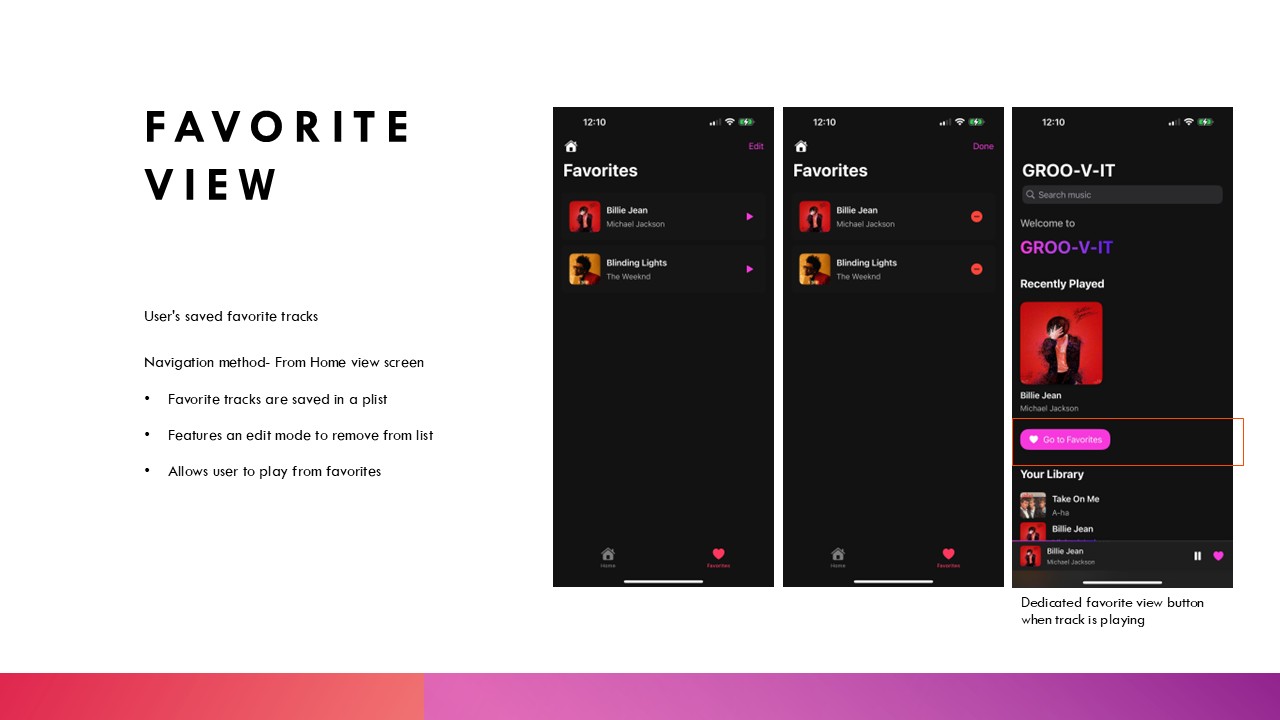 FAVORITE
VIEW
User's saved favorite tracks
Navigation method- From Home view screen
• Favorite tracks are saved in a plist
• Features an edit mode to remove from list
• Allows user to play from favorites
12:10
Edit
Favorites
Billie Jean
Michael Jackson
Blinding Lights
The Weeknd
Home
Favorites
12:10
Done
Favorites
Billie Jean
Michael Jackson
Blinding Lights
The Weeknd
Home
Favorites
12:10
GROO-V-IT
Search music
Welcome to
GROO-V-IT
Recently Played
Billie Jean
Michael Jackson
Go to Favorites
Your Library
Take On Me
A-ha
Billie Jean
Billie Jean
Michael Jackson
Dedicated favorite view button
when track is playing